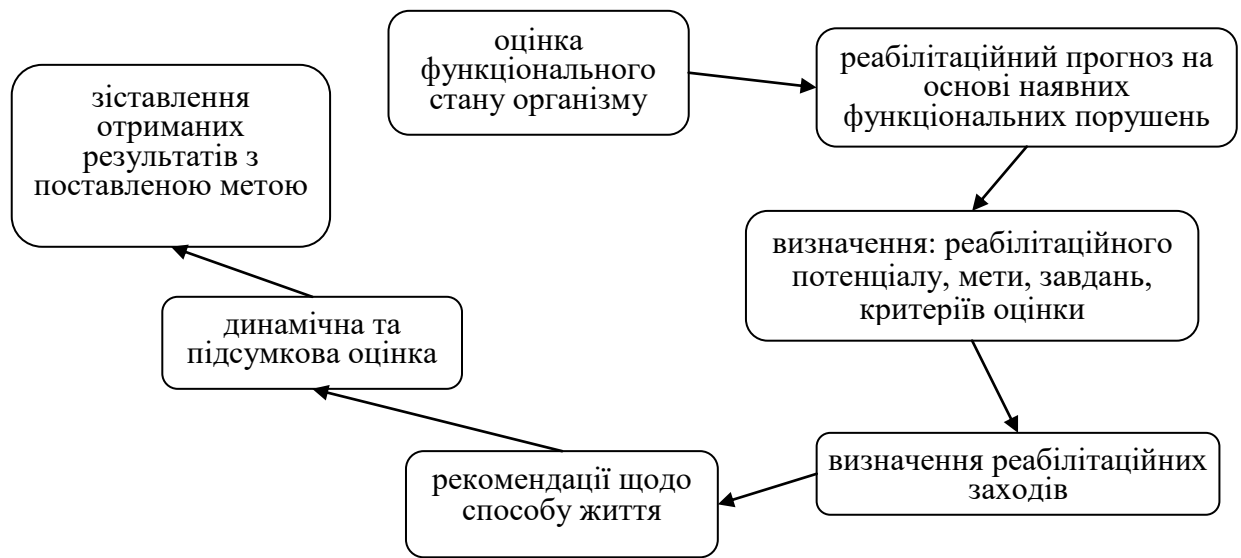 оцінка
функціонального
стану організму
реабілітаційний прогноз на
основі наявних
функціональних порушень
визначення: реабілітаційного
потенціалу, мети, завдань,
критеріїв оцінки
визначення реабілітаційних
заходів
рекомендації щодо
способу життя
динамічна та
підсумкова оцінка
зіставлення
отриманих
результатів з
поставленою метою